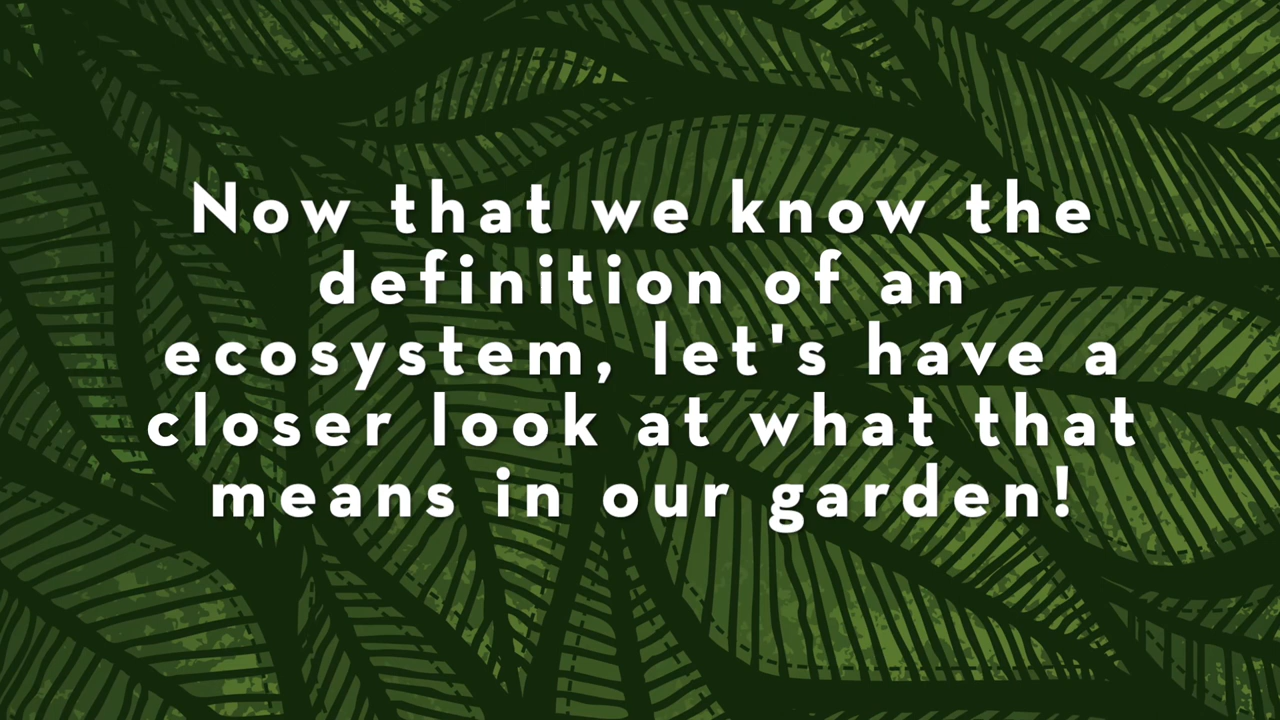 Now that we know the
definition of an
ecosystem, let's have a
closer look at what that
means in our garden!